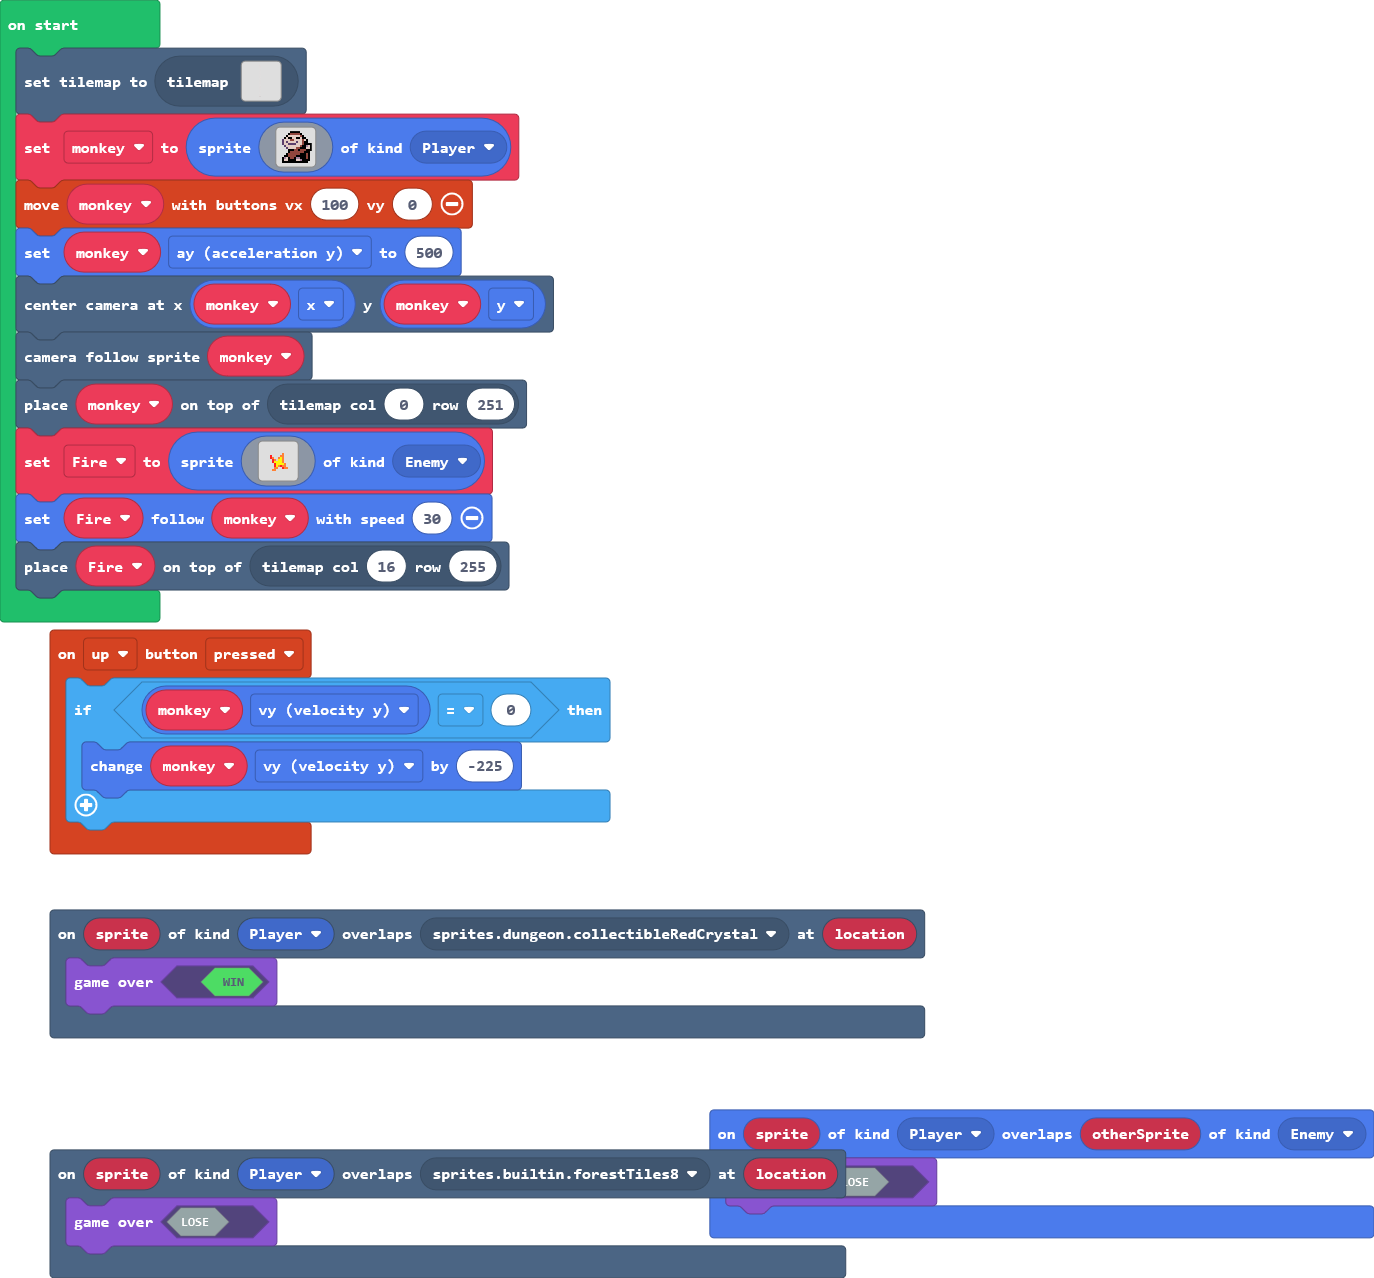 on start
set tilemap to tilemap
set monkey to sprite of kind Player
move monkey with buttons vx 100 vy 0
set monkey ay (acceleration y) to 500
center camera at x monkey x y monkey y
camera follow sprite monkey
place monkey on top of tilemap col 0 row 251
set Fire to sprite of kind Enemy
set Fire follow monkey with speed 30
place Fire on top of tilemap col 16 row 255
on up button pressed
if monkey vy (velocity y) = 0 then
change monkey vy (velocity y) by -225
on sprite of kind Player overlaps sprites.dungeon.collectibleRedCrystal at location
game over WIN
on sprite of kind Player overlaps otherSprite of kind Enemy
LOSE
on sprite of kind Player overlaps sprites.builtin.forestTiles8 at location
game over LOSE